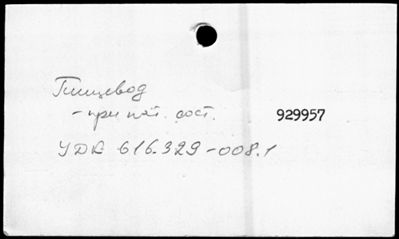 Пищевод
- при пат. сост. 929957
УДК 616.329-008.1